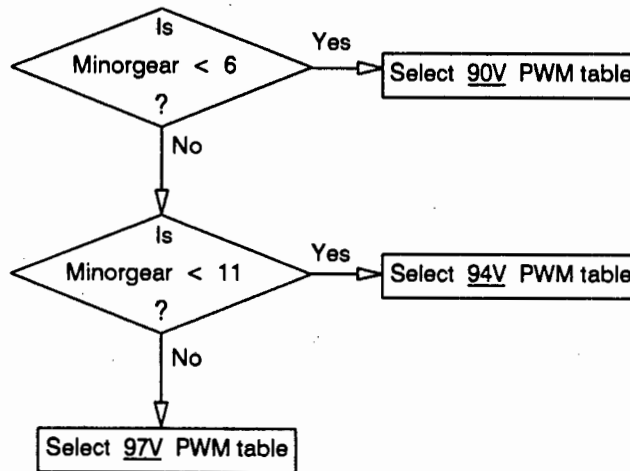 Is
Minorgear < 6
?
Yes
Select 90V PWM table
No
Is
Minorgear < 11
?
Yes
Select 94V PWM table
No
Select 97V PWM table